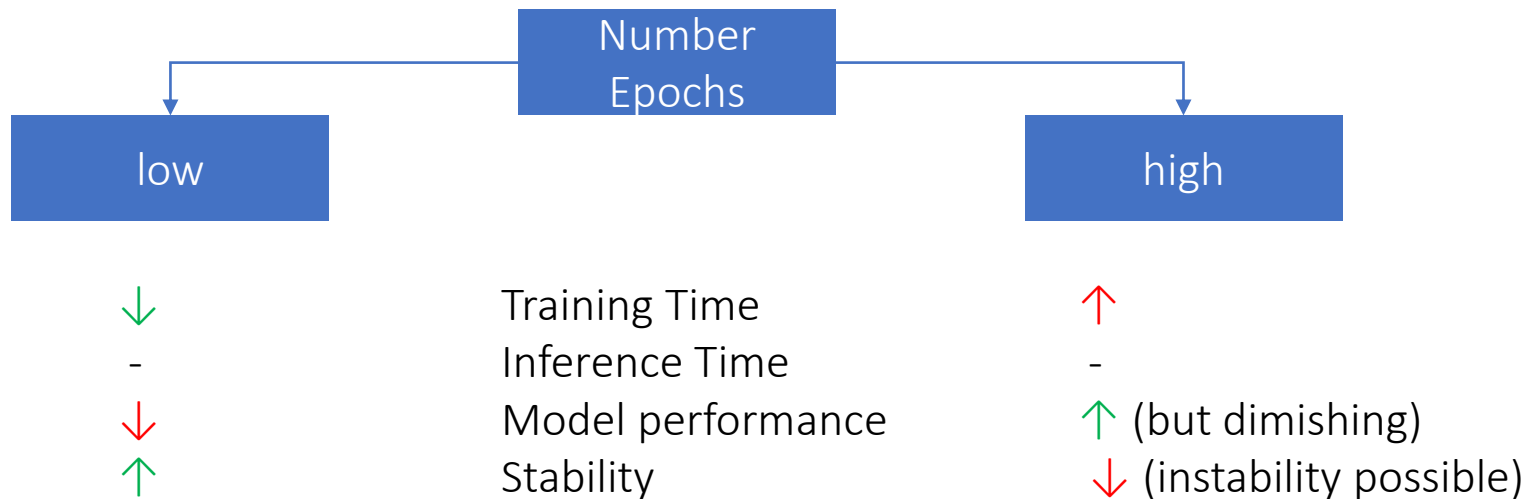 Number
Epochs
low
high
↓ Training Time ↑
- Inference Time -
↓ Model performance ↑ (but dimishing)
↑ Stability ↓ (instability possible)